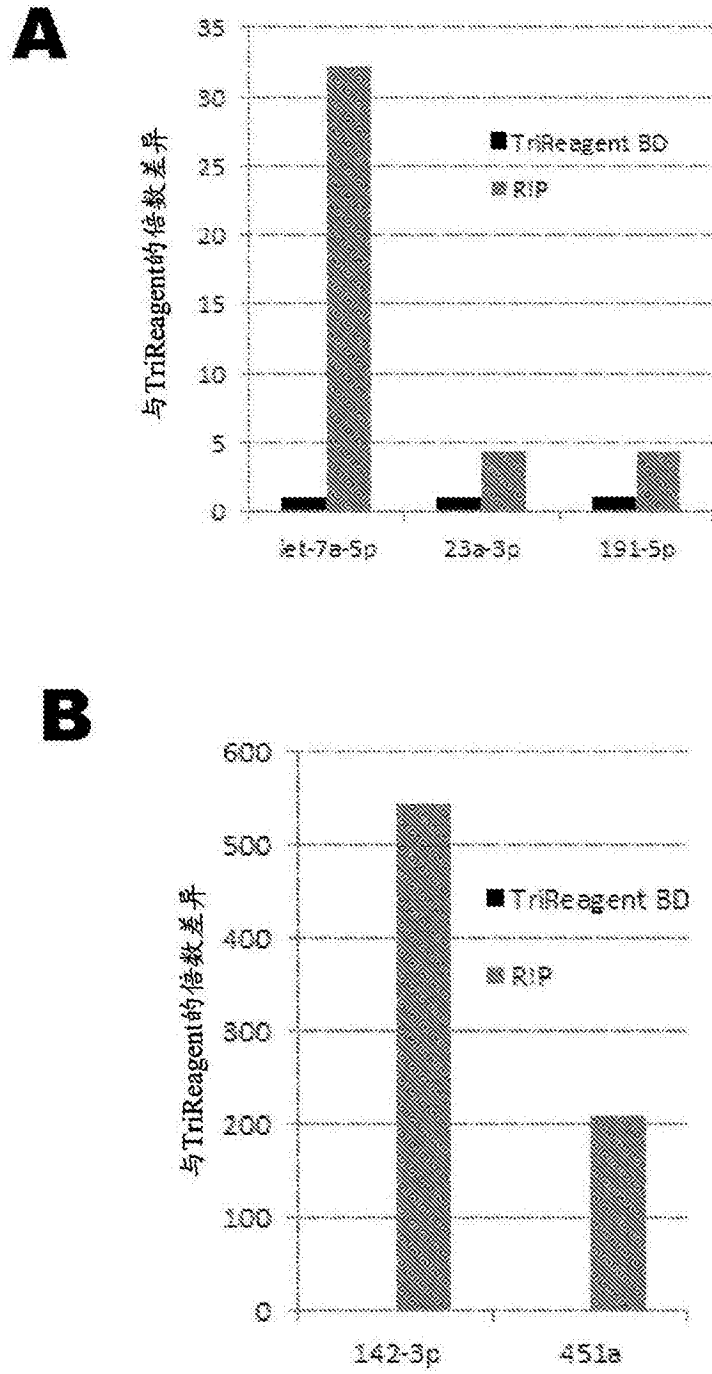 A
35
30
25
20
15
10
5
0
与TriReagent的倍数差异
TriReagent BD
RIP
let-7a-5p 23a-3p 191-5p
B
600
500
400
300
200
100
0
与TriReagent的倍数差异
TriReagent BD
RIP
142-3p 451a